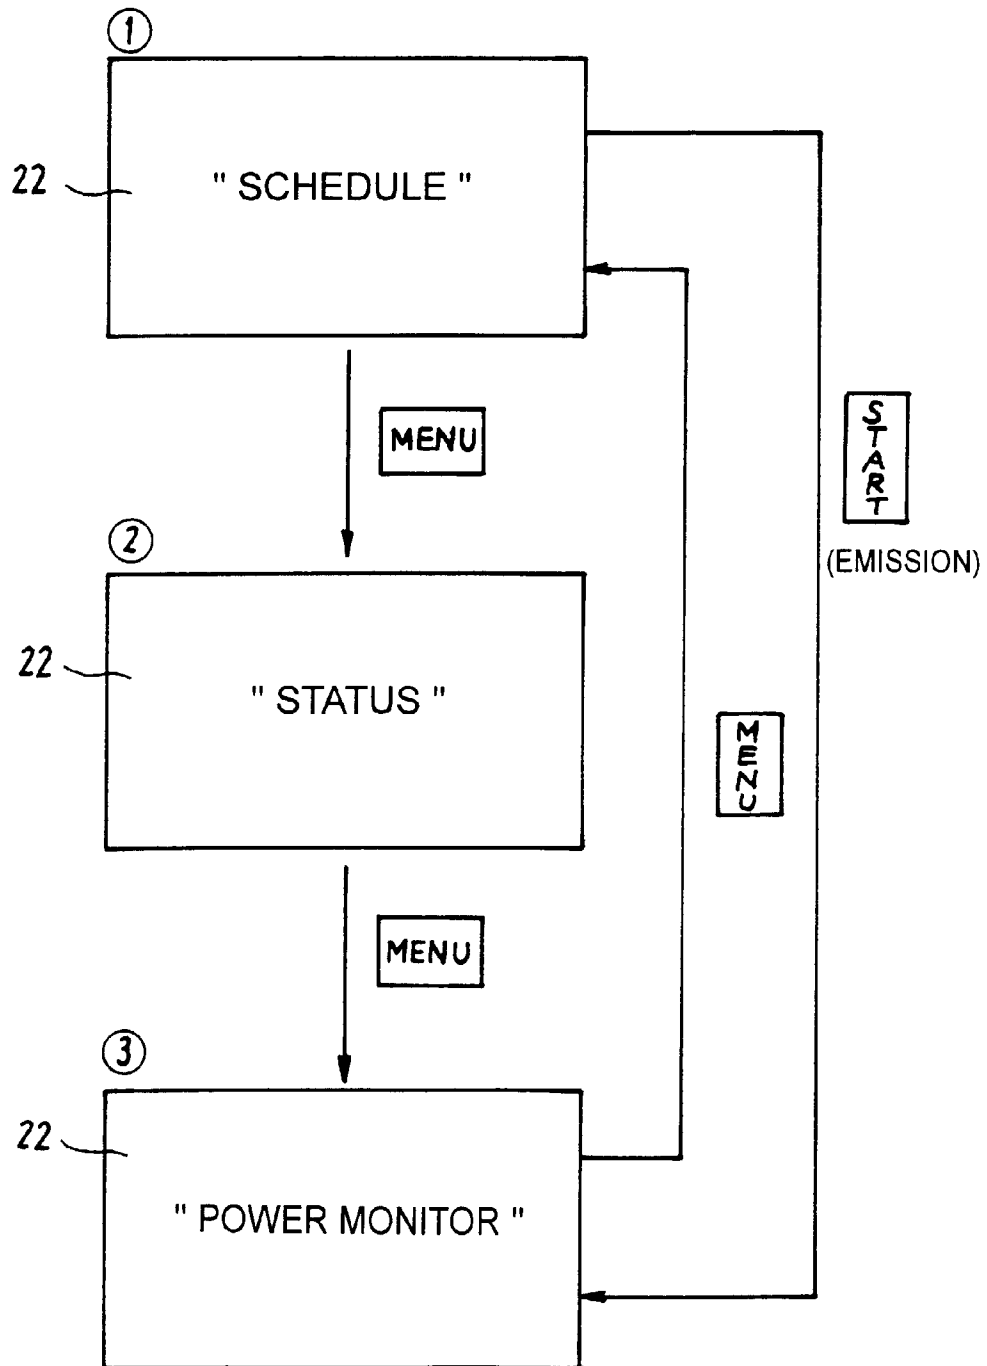 ①
22
" SCHEDULE "
MENU
START
(EMISSION)
②
22
" STATUS "
MENU
MENU
③
22
" POWER MONITOR "